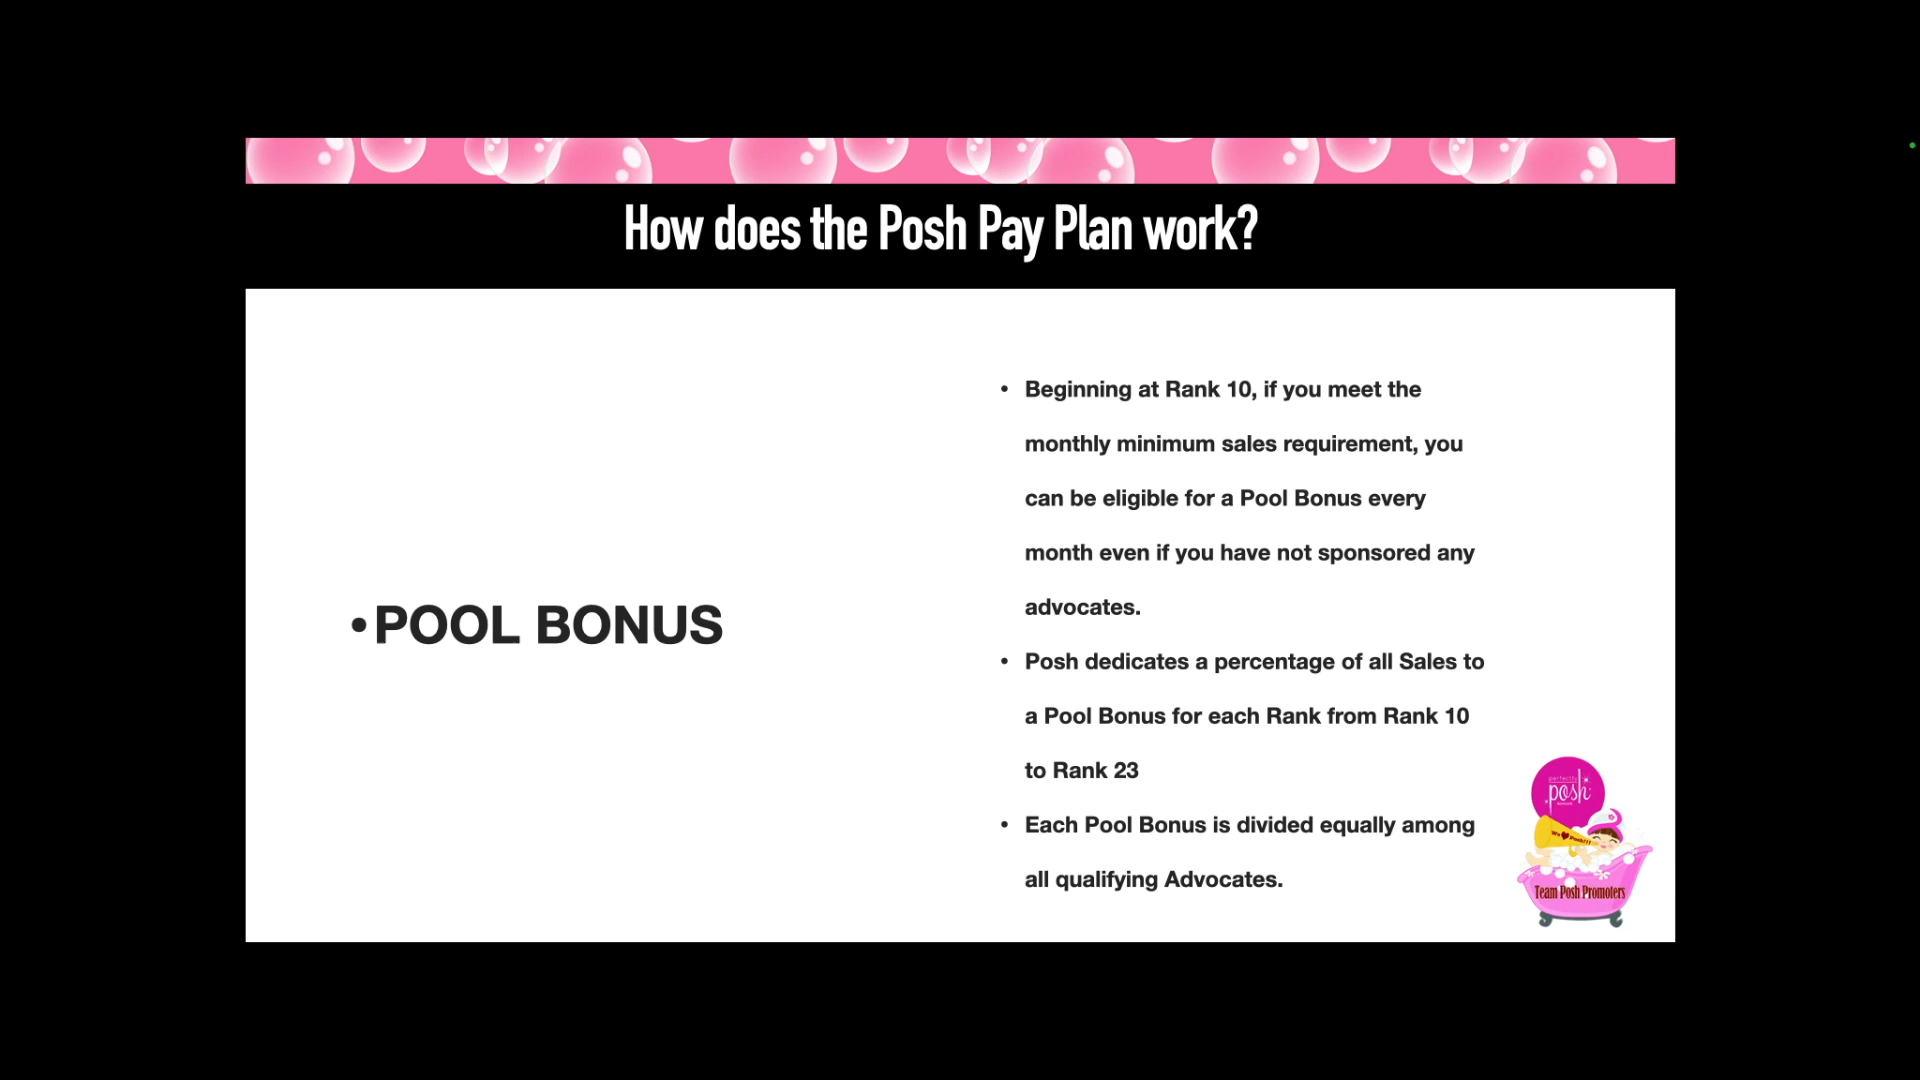 How does the Posh Pay Plan work?
•POOL BONUS
• Beginning at Rank 10, if you meet the
monthly minimum sales requirement, you
can be eligible for a Pool Bonus every
month even if you have not sponsored any
advocates.
• Posh dedicates a percentage of all Sales to
a Pool Bonus for each Rank from Rank 10
to Rank 23
• Each Pool Bonus is divided equally among
all qualifying Advocates.
perfectly
posh
We ❤ Posh!!!
Team Posh Promoters